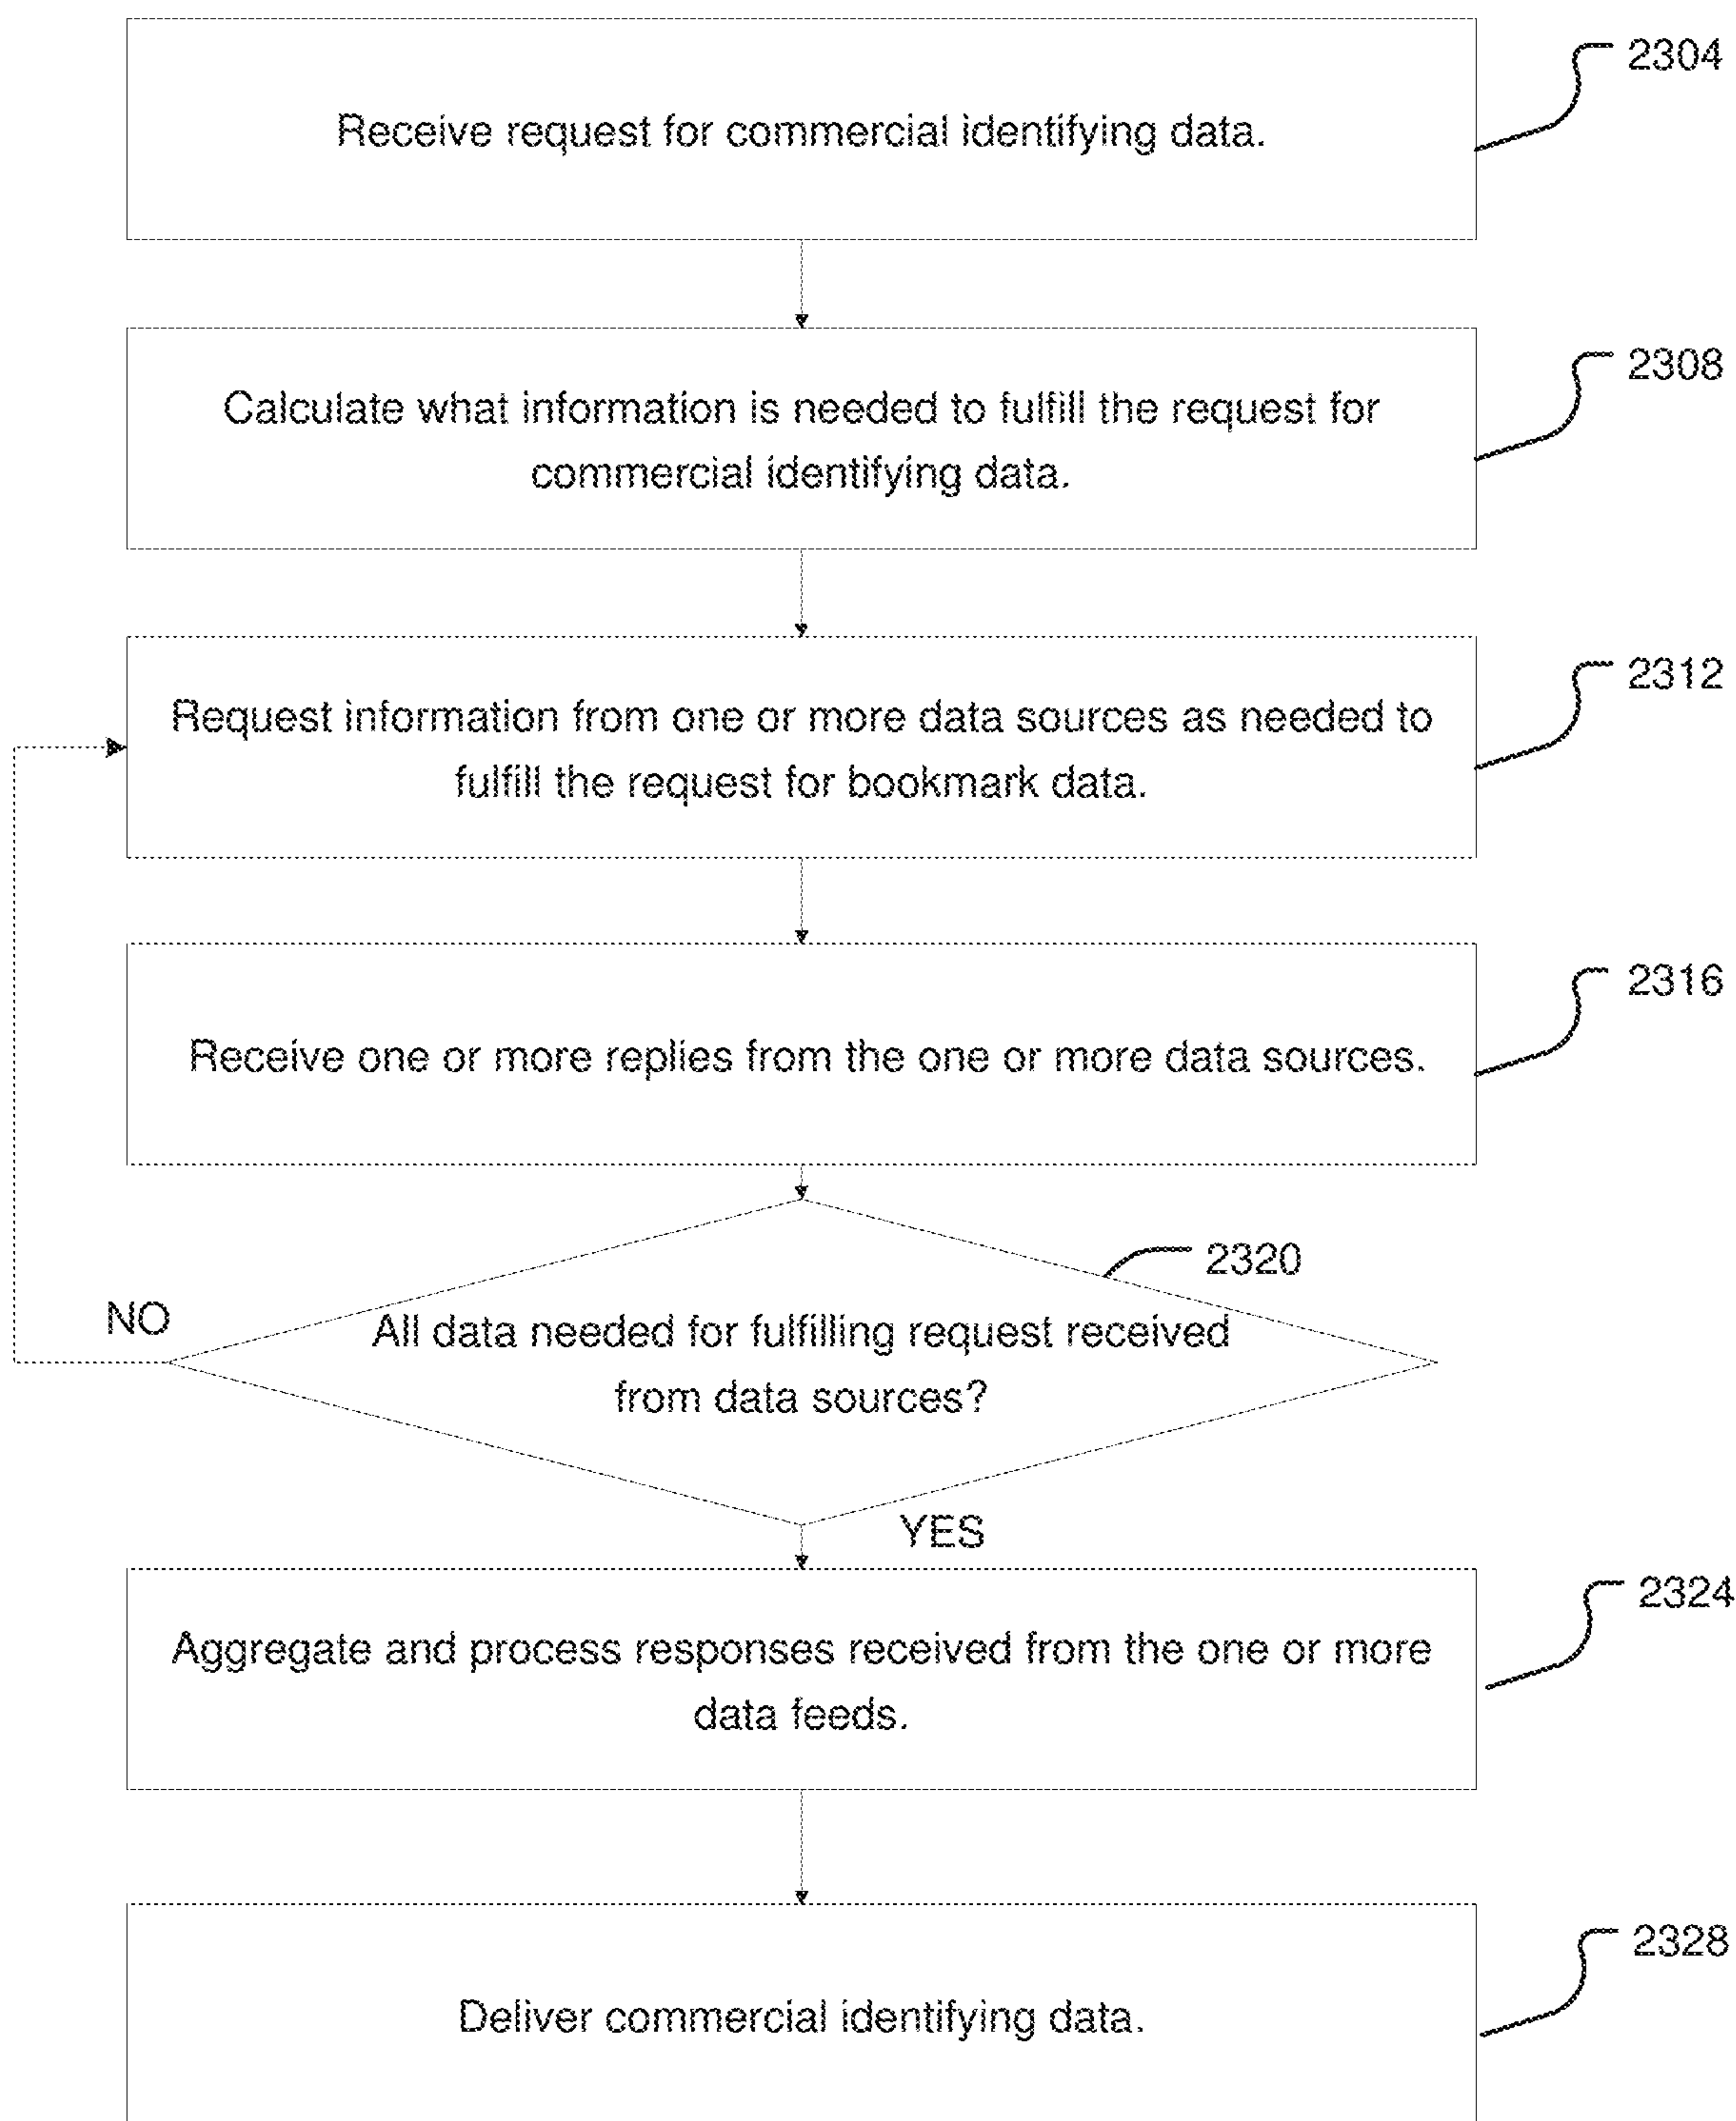 2304
Receive request for commercial identifying data.
2308
Calculate what information is needed to fulfill the request for
commercial identifying data.
2312
Request information from one or more data sources as needed to
fulfill the request for bookmark data.
2316
Receive one or more replies from the one or more data sources.
2320
NO
All data needed for fulfilling request received
from data sources?
YES
2324
Aggregate and process responses received from the one or more
data feeds.
2328
Deliver commercial identifying data.